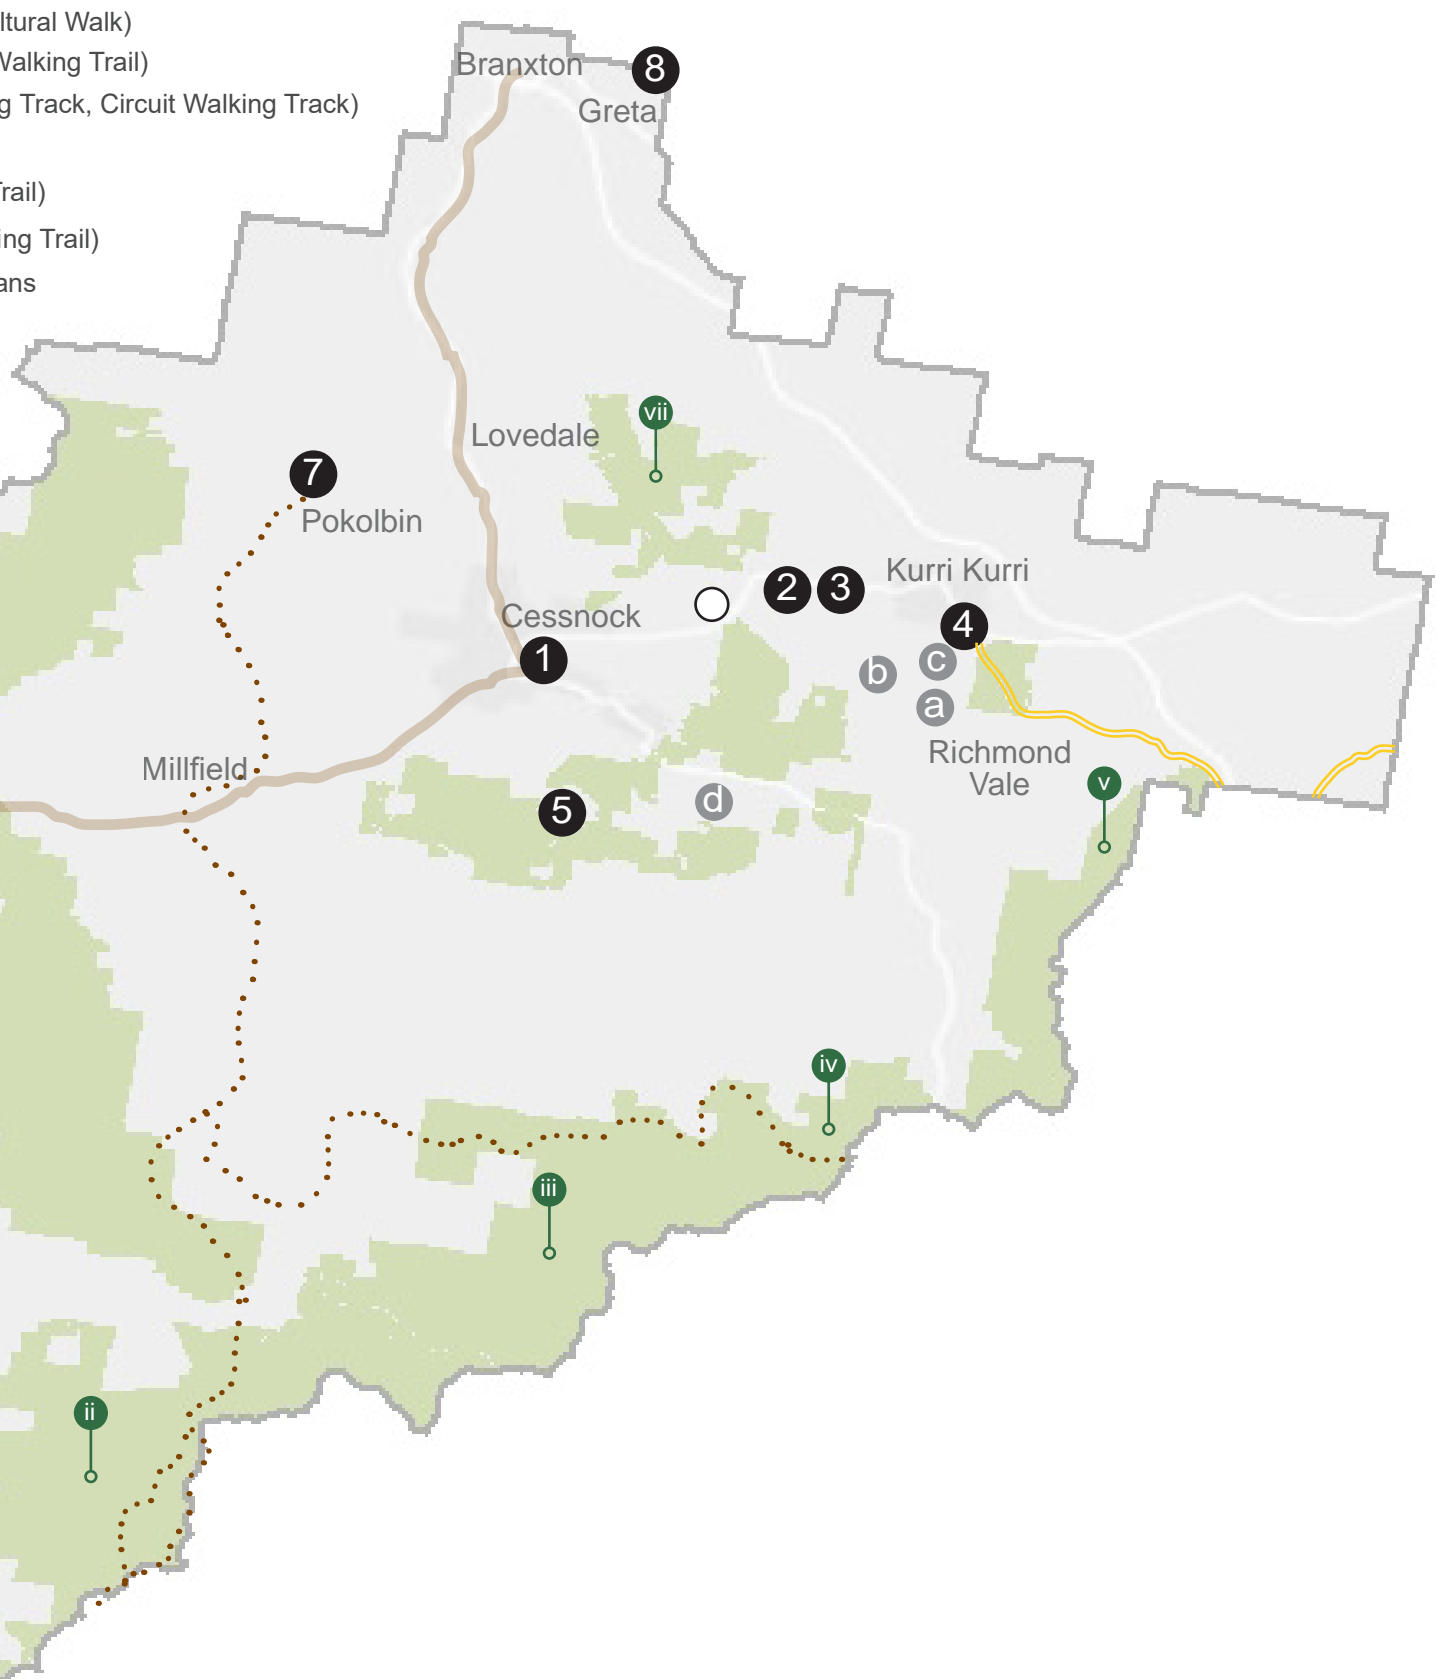 ltural Walk)
Walking Trail)
g Track, Circuit Walking Track)
Trail)
ing Trail)
ans
Branxton
8
Greta
vii
Lovedale
7
Pokolbin
Kurri Kurri
2 3
Cessnock
4
1
c
b
a
Richmond
Vale
Millfield
v
d
5
iv
iii
ii